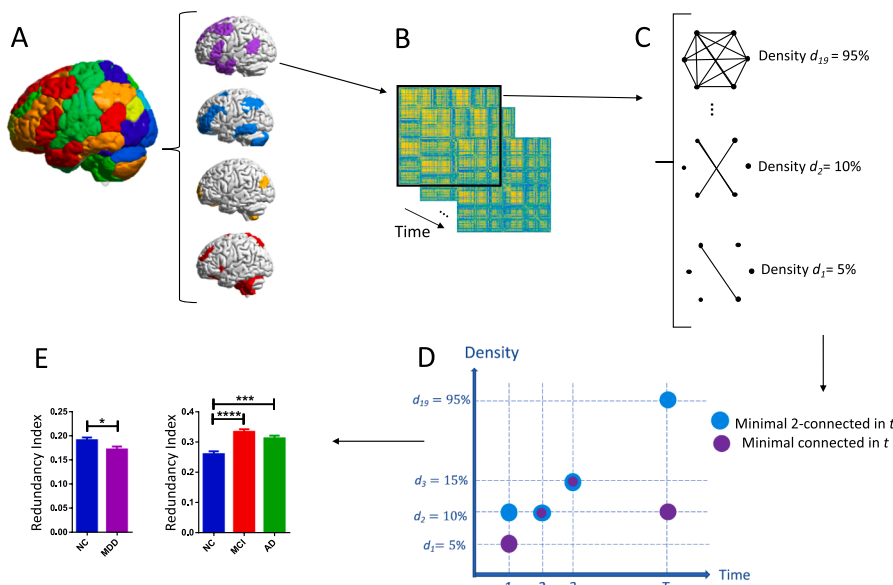 A
B
Time
C
Density d19 = 95%
Density d2 = 10%
Density d1 = 5%
E
Redundancy Index
0.25
0.20
0.15
0.10
0.05
0.00
*
NC
MDD
Redundancy Index
0.4
0.3
0.2
0.1
0.0
***
****
NC
MCI
AD
D
Density
d19 = 95%
d3 = 15%
d2 = 10%
d1 = 5%
Time
Minimal 2-connected in t
Minimal connected in t